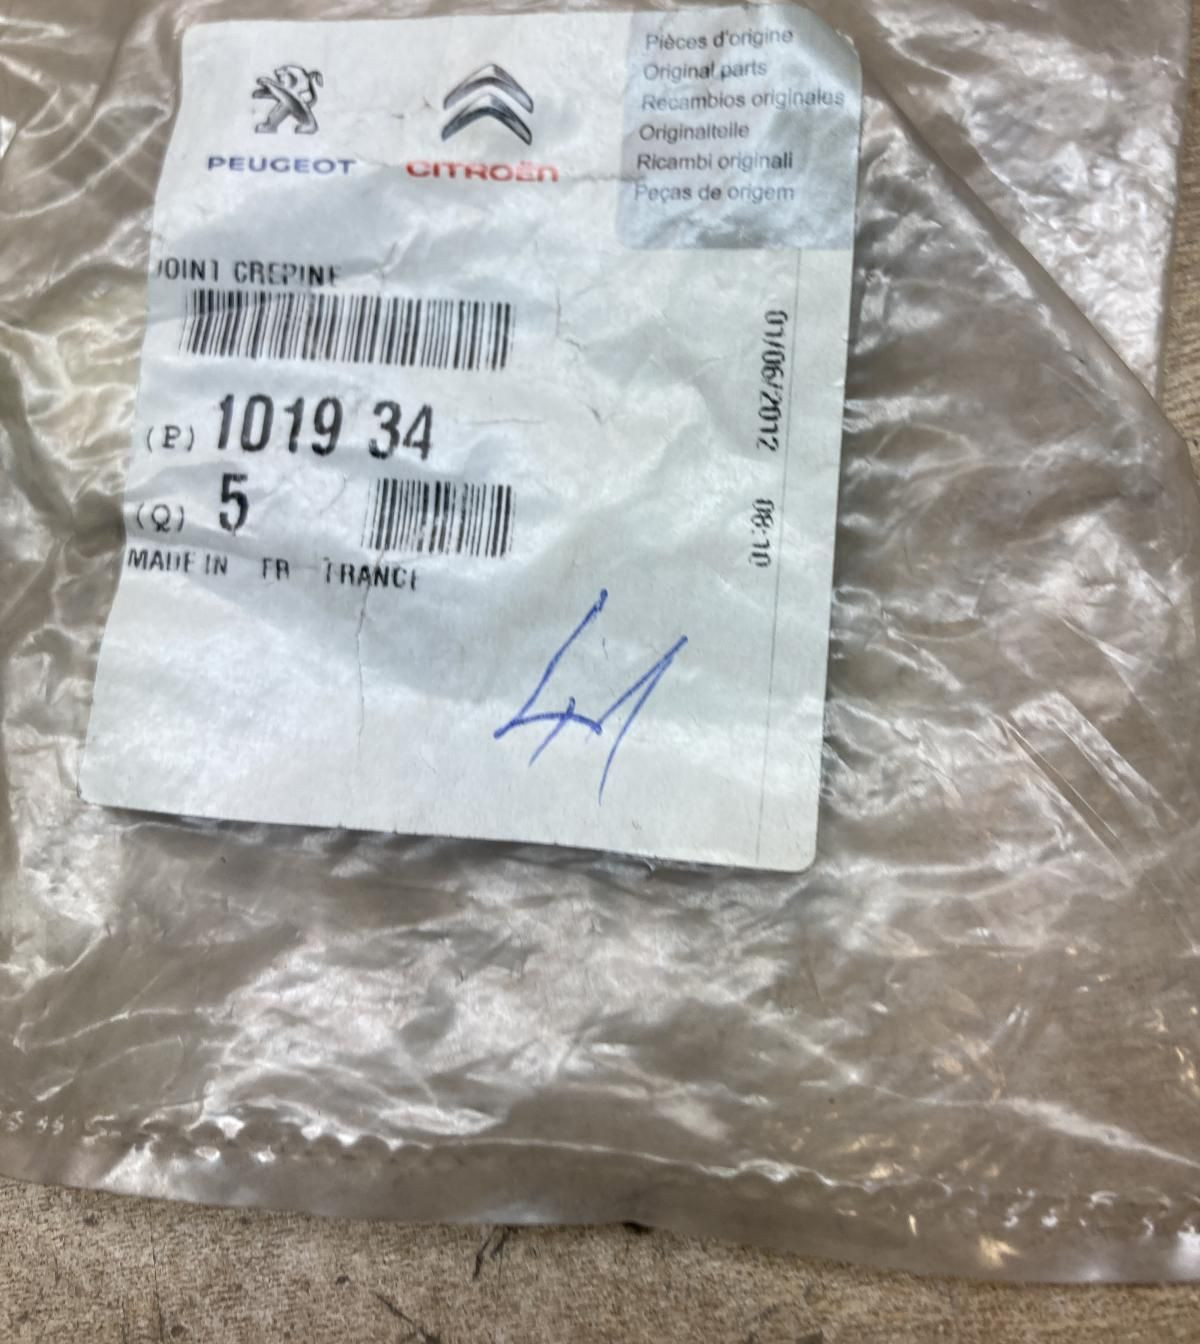 Pièces d'origine
Original parts
Recambios originales
Originalteile
Ricambi originali
Peças de origem
PEUGEOT CITROËN
JOINT CREPINE
(P) 1019 34
(Q) 5
MADE IN FR FRANCE
01/06/2012 08:10